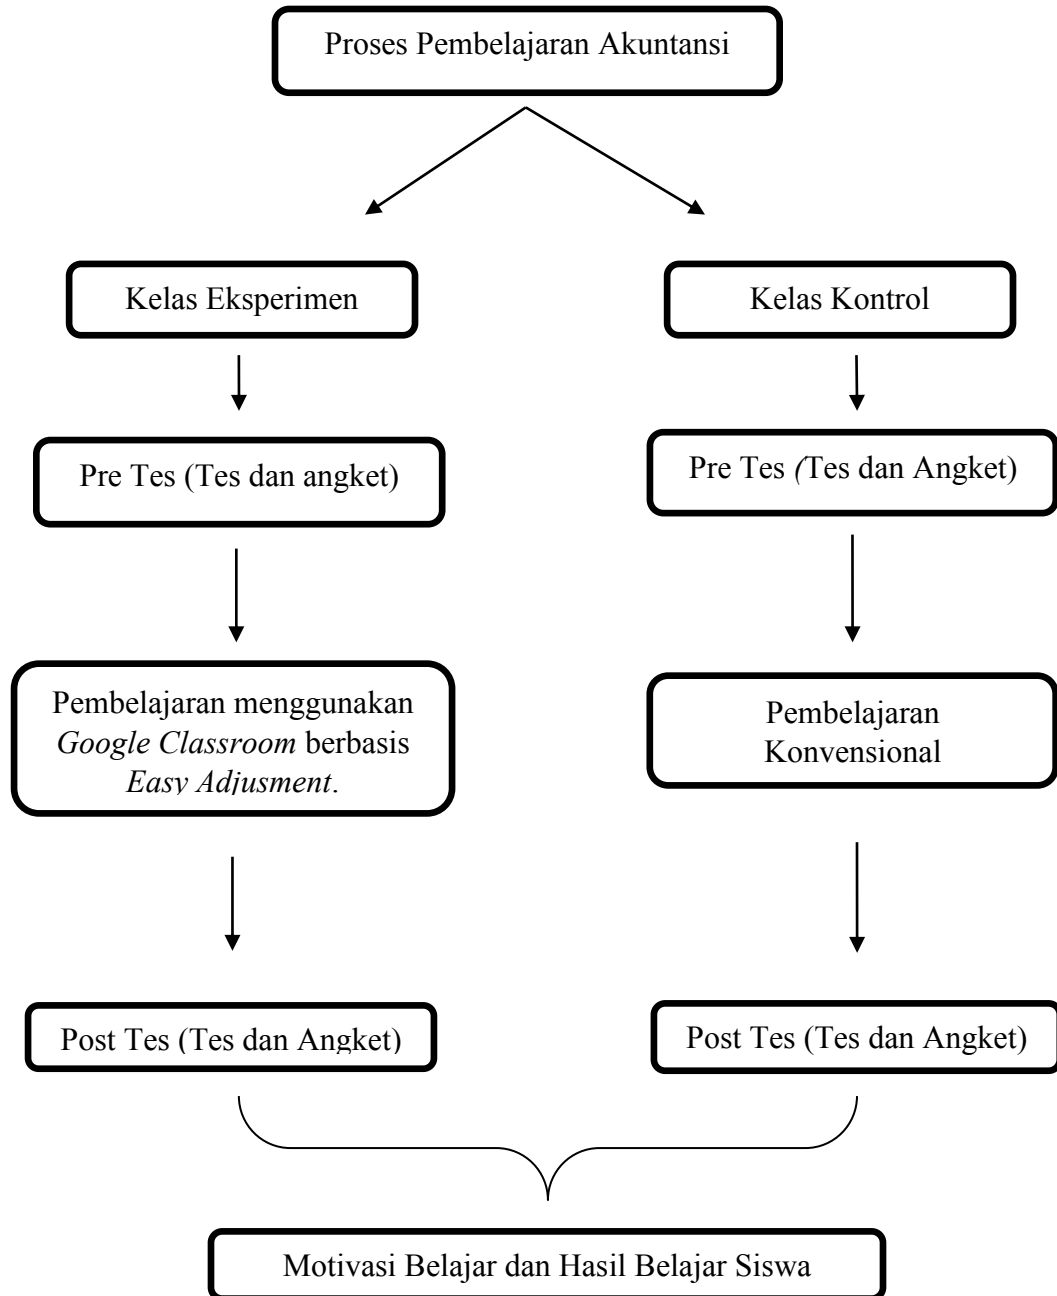 Proses Pembelajaran Akuntansi
Kelas Eksperimen
Kelas Kontrol
Pre Tes (Tes dan angket)
Pre Tes (Tes dan Angket)
Pembelajaran menggunakan
Google Classroom berbasis
Easy Adjusment.
Pembelajaran
Konvensional
Post Tes (Tes dan Angket)
Post Tes (Tes dan Angket)
Motivasi Belajar dan Hasil Belajar Siswa